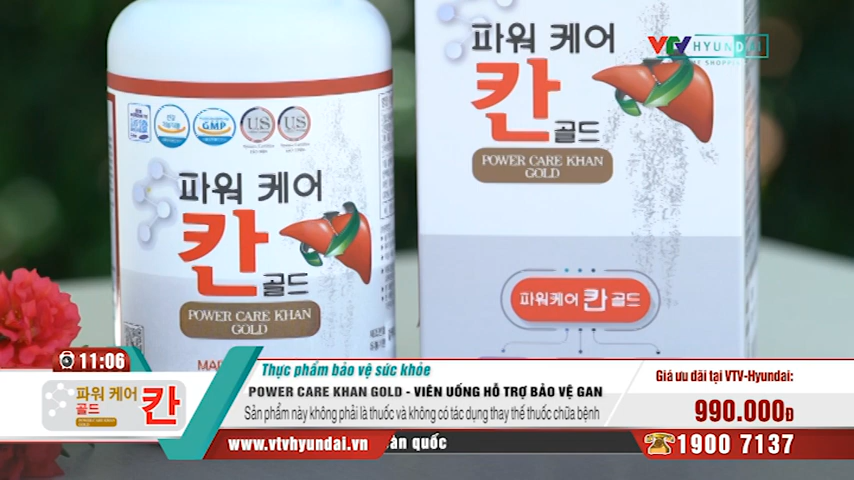 파워 케어
칸
골드
POWER CARE KHAN
GOLD
VTV HYUNDAI
GMP
US
US
파워 케어
칸
골드
POWER CARE KHAN
GOLD
파워케어 칸 골드
11:06
Thực phẩm bảo vệ sức khỏe
POWER CARE KHAN GOLD - VIÊN UỐNG HỖ TRỢ BẢO VỆ GAN
Sản phẩm này không phải là thuốc và không có tác dụng thay thế thuốc chữa bệnh
파워 케어 칸
골드
Giá ưu đãi tại VTV-Hyundai:
990.000Đ
www.vtvhyundai.vn
àn quốc
1900 7137